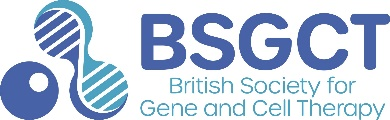 BSGCT
British Society for
Gene and Cell Therapy